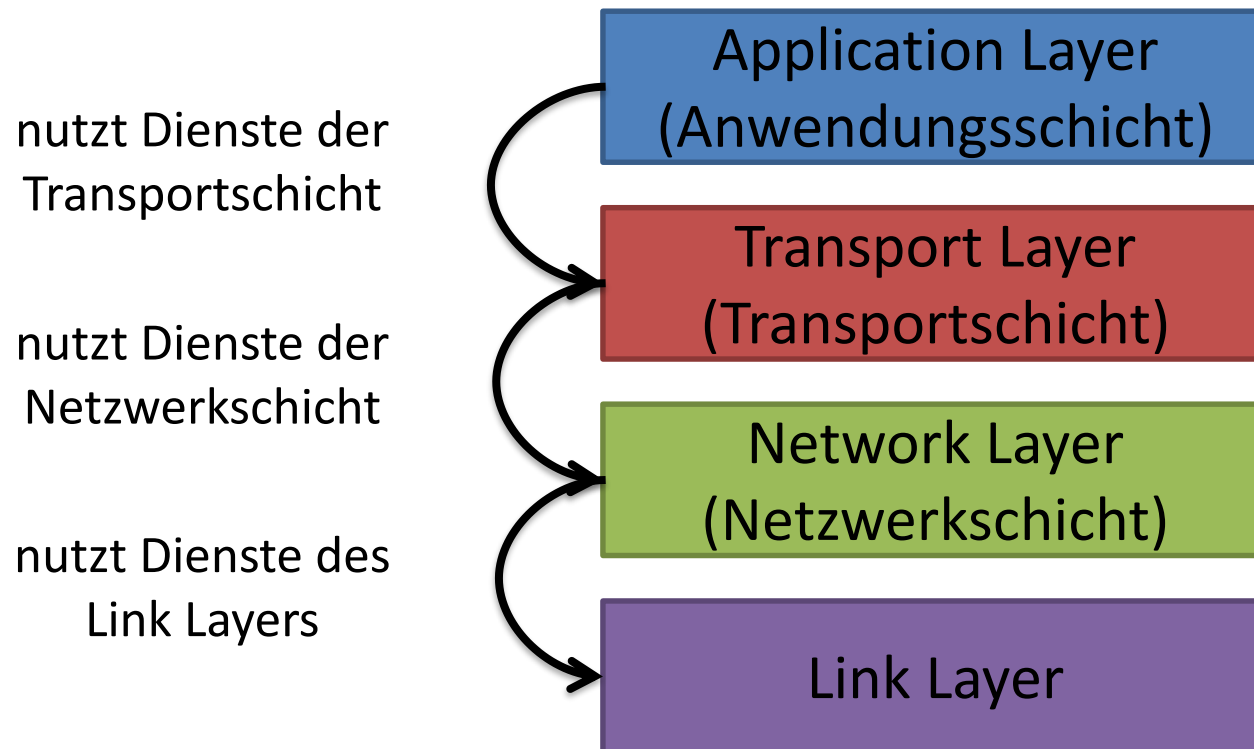 Application Layer
(Anwendungsschicht)
nutzt Dienste der
Transportschicht
Transport Layer
(Transportschicht)
nutzt Dienste der
Netzwerkschicht
Network Layer
(Netzwerkschicht)
nutzt Dienste des
Link Layers
Link Layer